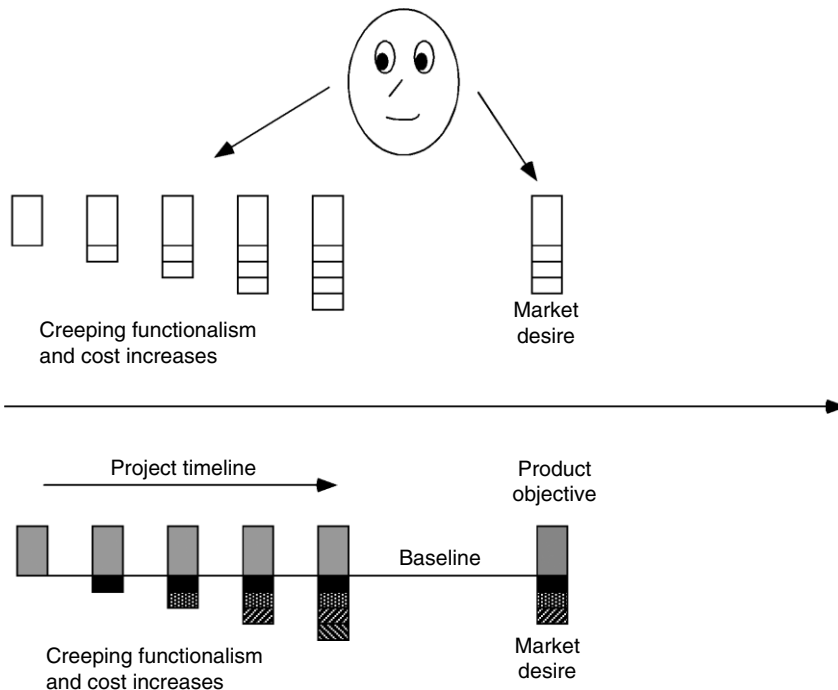 Creeping functionalism
and cost increases
Market
desire
Project timeline
Product
objective
Baseline
Creeping functionalism
and cost increases
Market
desire